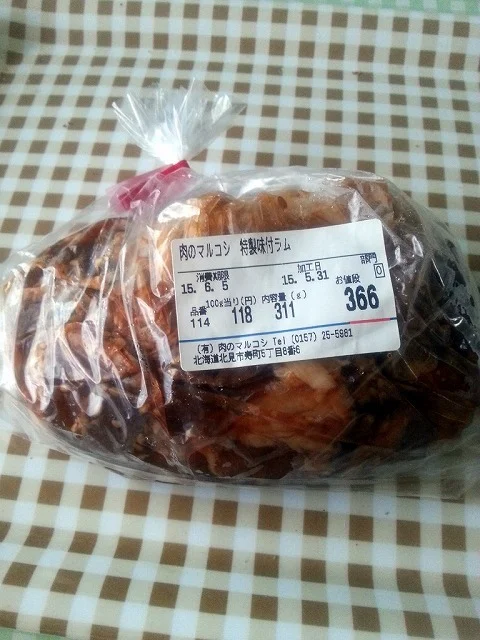 肉のマルコシ 特製味付ラム
消費期限 加工日 部門
15. 6. 5 15. 5.31 0
100g当り(円) 内容量(g) お値段
品番 118 311 366
114
(有) 肉のマルコシ Tel (0157) 25-5981
北海道北見市寿町5丁目8番6